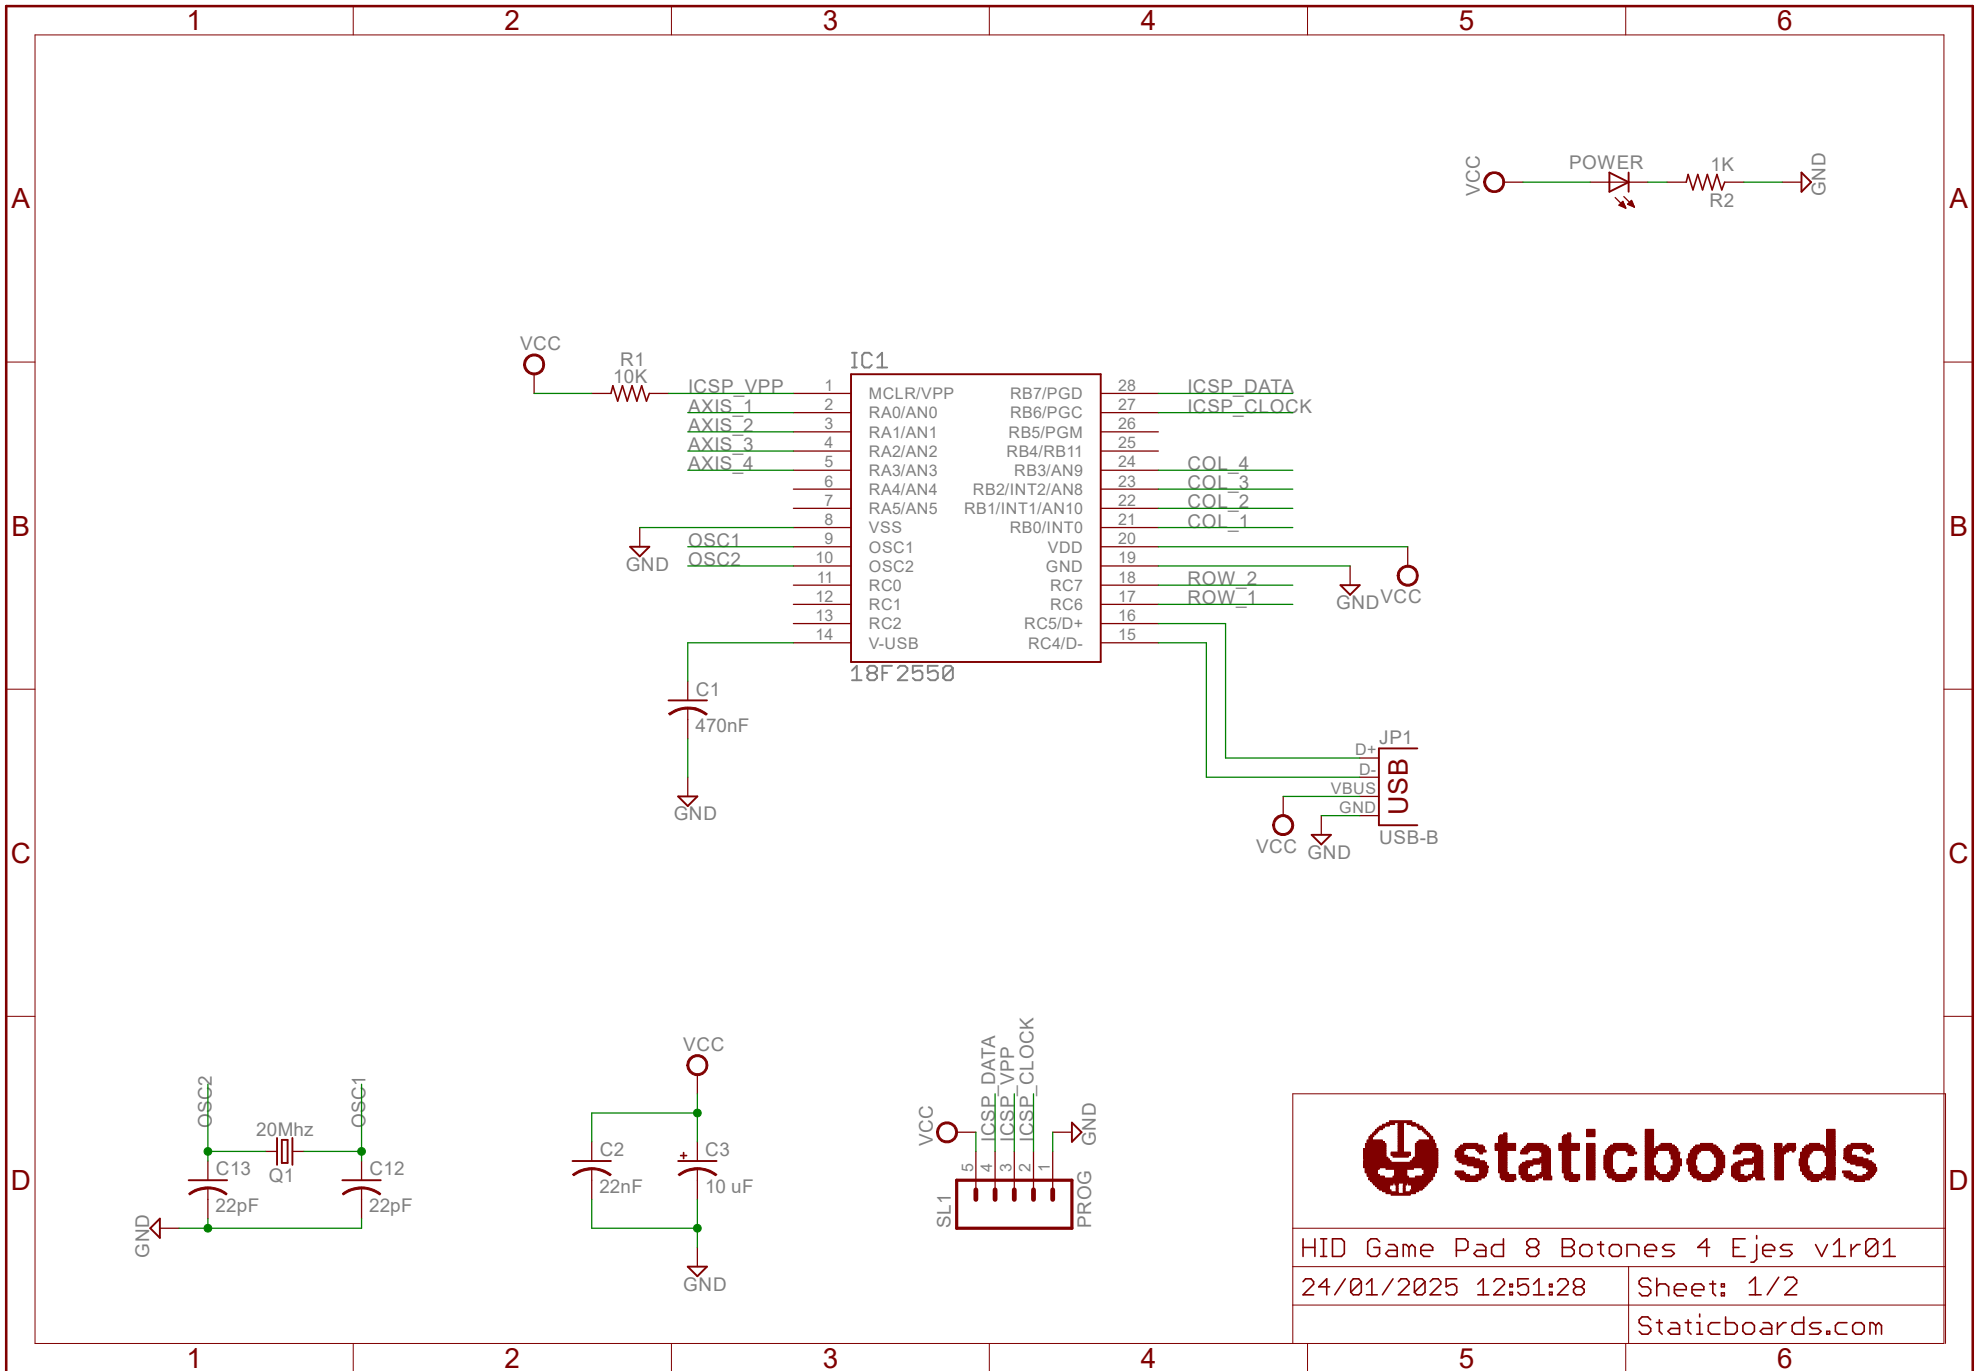 1 2 3 4 5 6
A A
VCC POWER 1K R2 GND
VCC
R1
10K
IC1
ICSP_VPP 1 MCLR/VPP RB7/PGD 28 ICSP_DATA
AXIS_1 2 RA0/AN0 RB6/PGC 27 ICSP_CLOCK
AXIS_2 3 RA1/AN1 RB5/PGM 26
AXIS_3 4 RA2/AN2 RB4/RB11 25
AXIS_4 5 RA3/AN3 RB3/AN9 24 COL_4
6 RA4/AN4 RB2/INT2/AN8 23 COL_3
7 RA5/AN5 RB1/INT1/AN10 22 COL_2
8 VSS RB0/INT0 21 COL_1
OSC1 9 OSC1 VDD 20
OSC2 10 OSC2 GND 19
11 RC0 RC7 18 ROW_2
12 RC1 RC6 17 ROW_1
13 RC2 RC5/D+ 16
14 V-USB RC4/D- 15
18F2550
GND
GND VCC
B B
C1
470nF
GND
JP1
D+
D-
VBUS
GND
USB
USB-B
VCC GND
C C
OSC2 OSC1
20Mhz
Q1
C13
22pF
C12
22pF
GND
VCC
C2
22nF
C3
+
10 uF
GND
VCC ICSP_DATA ICSP_VPP ICSP_CLOCK GND
5 4 3 2 1
SL1 PROG
D D
staticboards
HID Game Pad 8 Botones 4 Ejes v1r01
24/01/2025 12:51:28 Sheet: 1/2
Staticboards.com
1 2 3 4 5 6